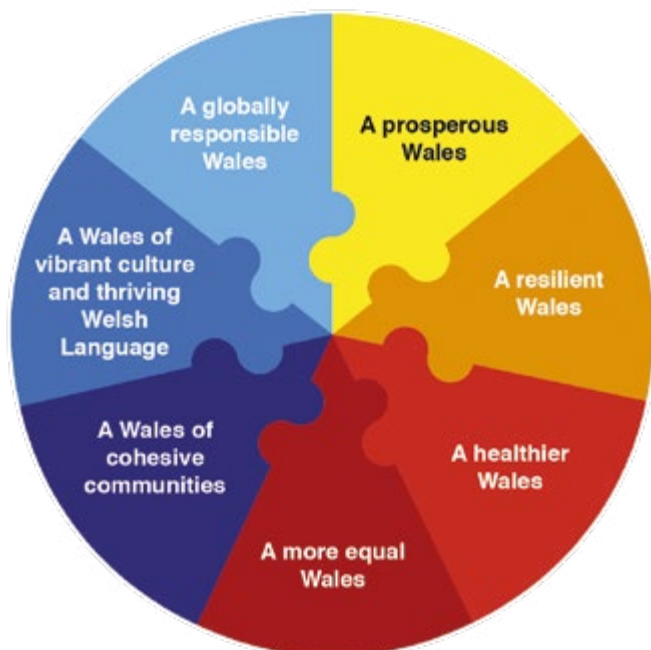 A prosperous
Wales
A resilient
Wales
A healthier
Wales
A more equal
Wales
A Wales of
cohesive
communities
A Wales of
vibrant culture
and thriving
Welsh
Language
A globally
responsible
Wales